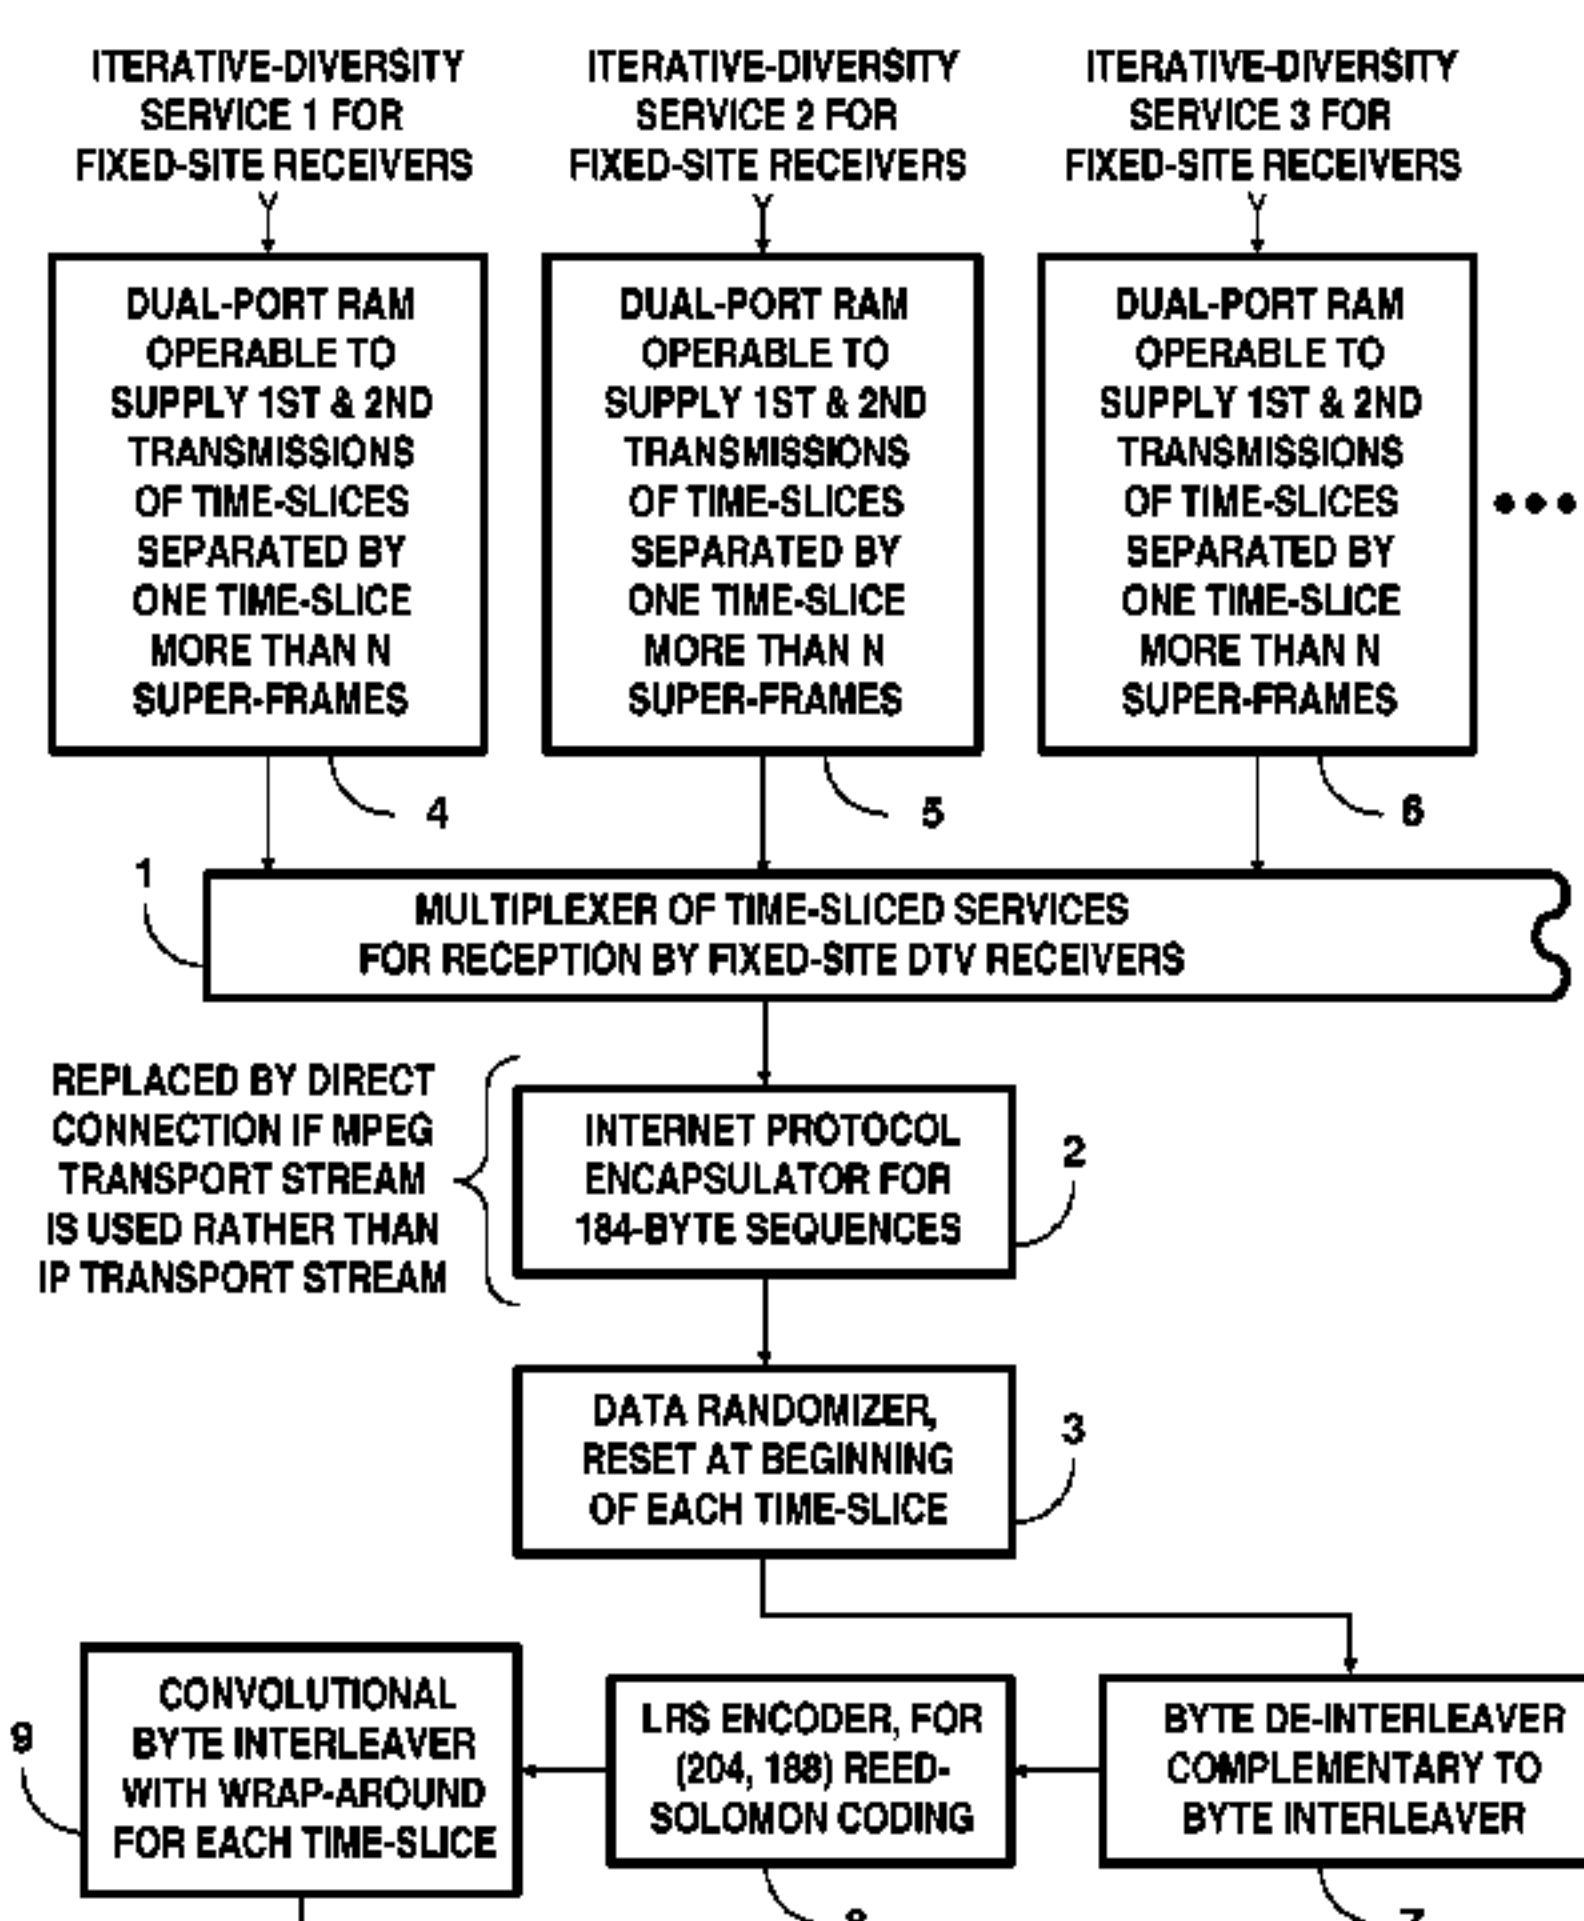 ITERATIVE-DIVERSITY
SERVICE 1 FOR
FIXED-SITE RECEIVERS
ITERATIVE-DIVERSITY
SERVICE 2 FOR
FIXED-SITE RECEIVERS
ITERATIVE-DIVERSITY
SERVICE 3 FOR
FIXED-SITE RECEIVERS
DUAL-PORT RAM
OPERABLE TO
SUPPLY 1ST & 2ND
TRANSMISSIONS
OF TIME-SLICES
SEPARATED BY
ONE TIME-SLICE
MORE THAN N
SUPER-FRAMES
4
DUAL-PORT RAM
OPERABLE TO
SUPPLY 1ST & 2ND
TRANSMISSIONS
OF TIME-SLICES
SEPARATED BY
ONE TIME-SLICE
MORE THAN N
SUPER-FRAMES
5
DUAL-PORT RAM
OPERABLE TO
SUPPLY 1ST & 2ND
TRANSMISSIONS
OF TIME-SLICES
SEPARATED BY
ONE TIME-SLICE
MORE THAN N
SUPER-FRAMES
6
•••
1
MULTIPLEXER OF TIME-SLICED SERVICES
FOR RECEPTION BY FIXED-SITE DTV RECEIVERS
REPLACED BY DIRECT
CONNECTION IF MPEG
TRANSPORT STREAM
IS USED RATHER THAN
IP TRANSPORT STREAM
INTERNET PROTOCOL
ENCAPSULATOR FOR
184-BYTE SEQUENCES
2
DATA RANDOMIZER,
RESET AT BEGINNING
OF EACH TIME-SLICE
3
9
CONVOLUTIONAL
BYTE INTERLEAVER
WITH WRAP-AROUND
FOR EACH TIME-SLICE
LRS ENCODER, FOR
(204, 188) REED-
SOLOMON CODING
8
BYTE DE-INTERLEAVER
COMPLEMENTARY TO
BYTE INTERLEAVER
7